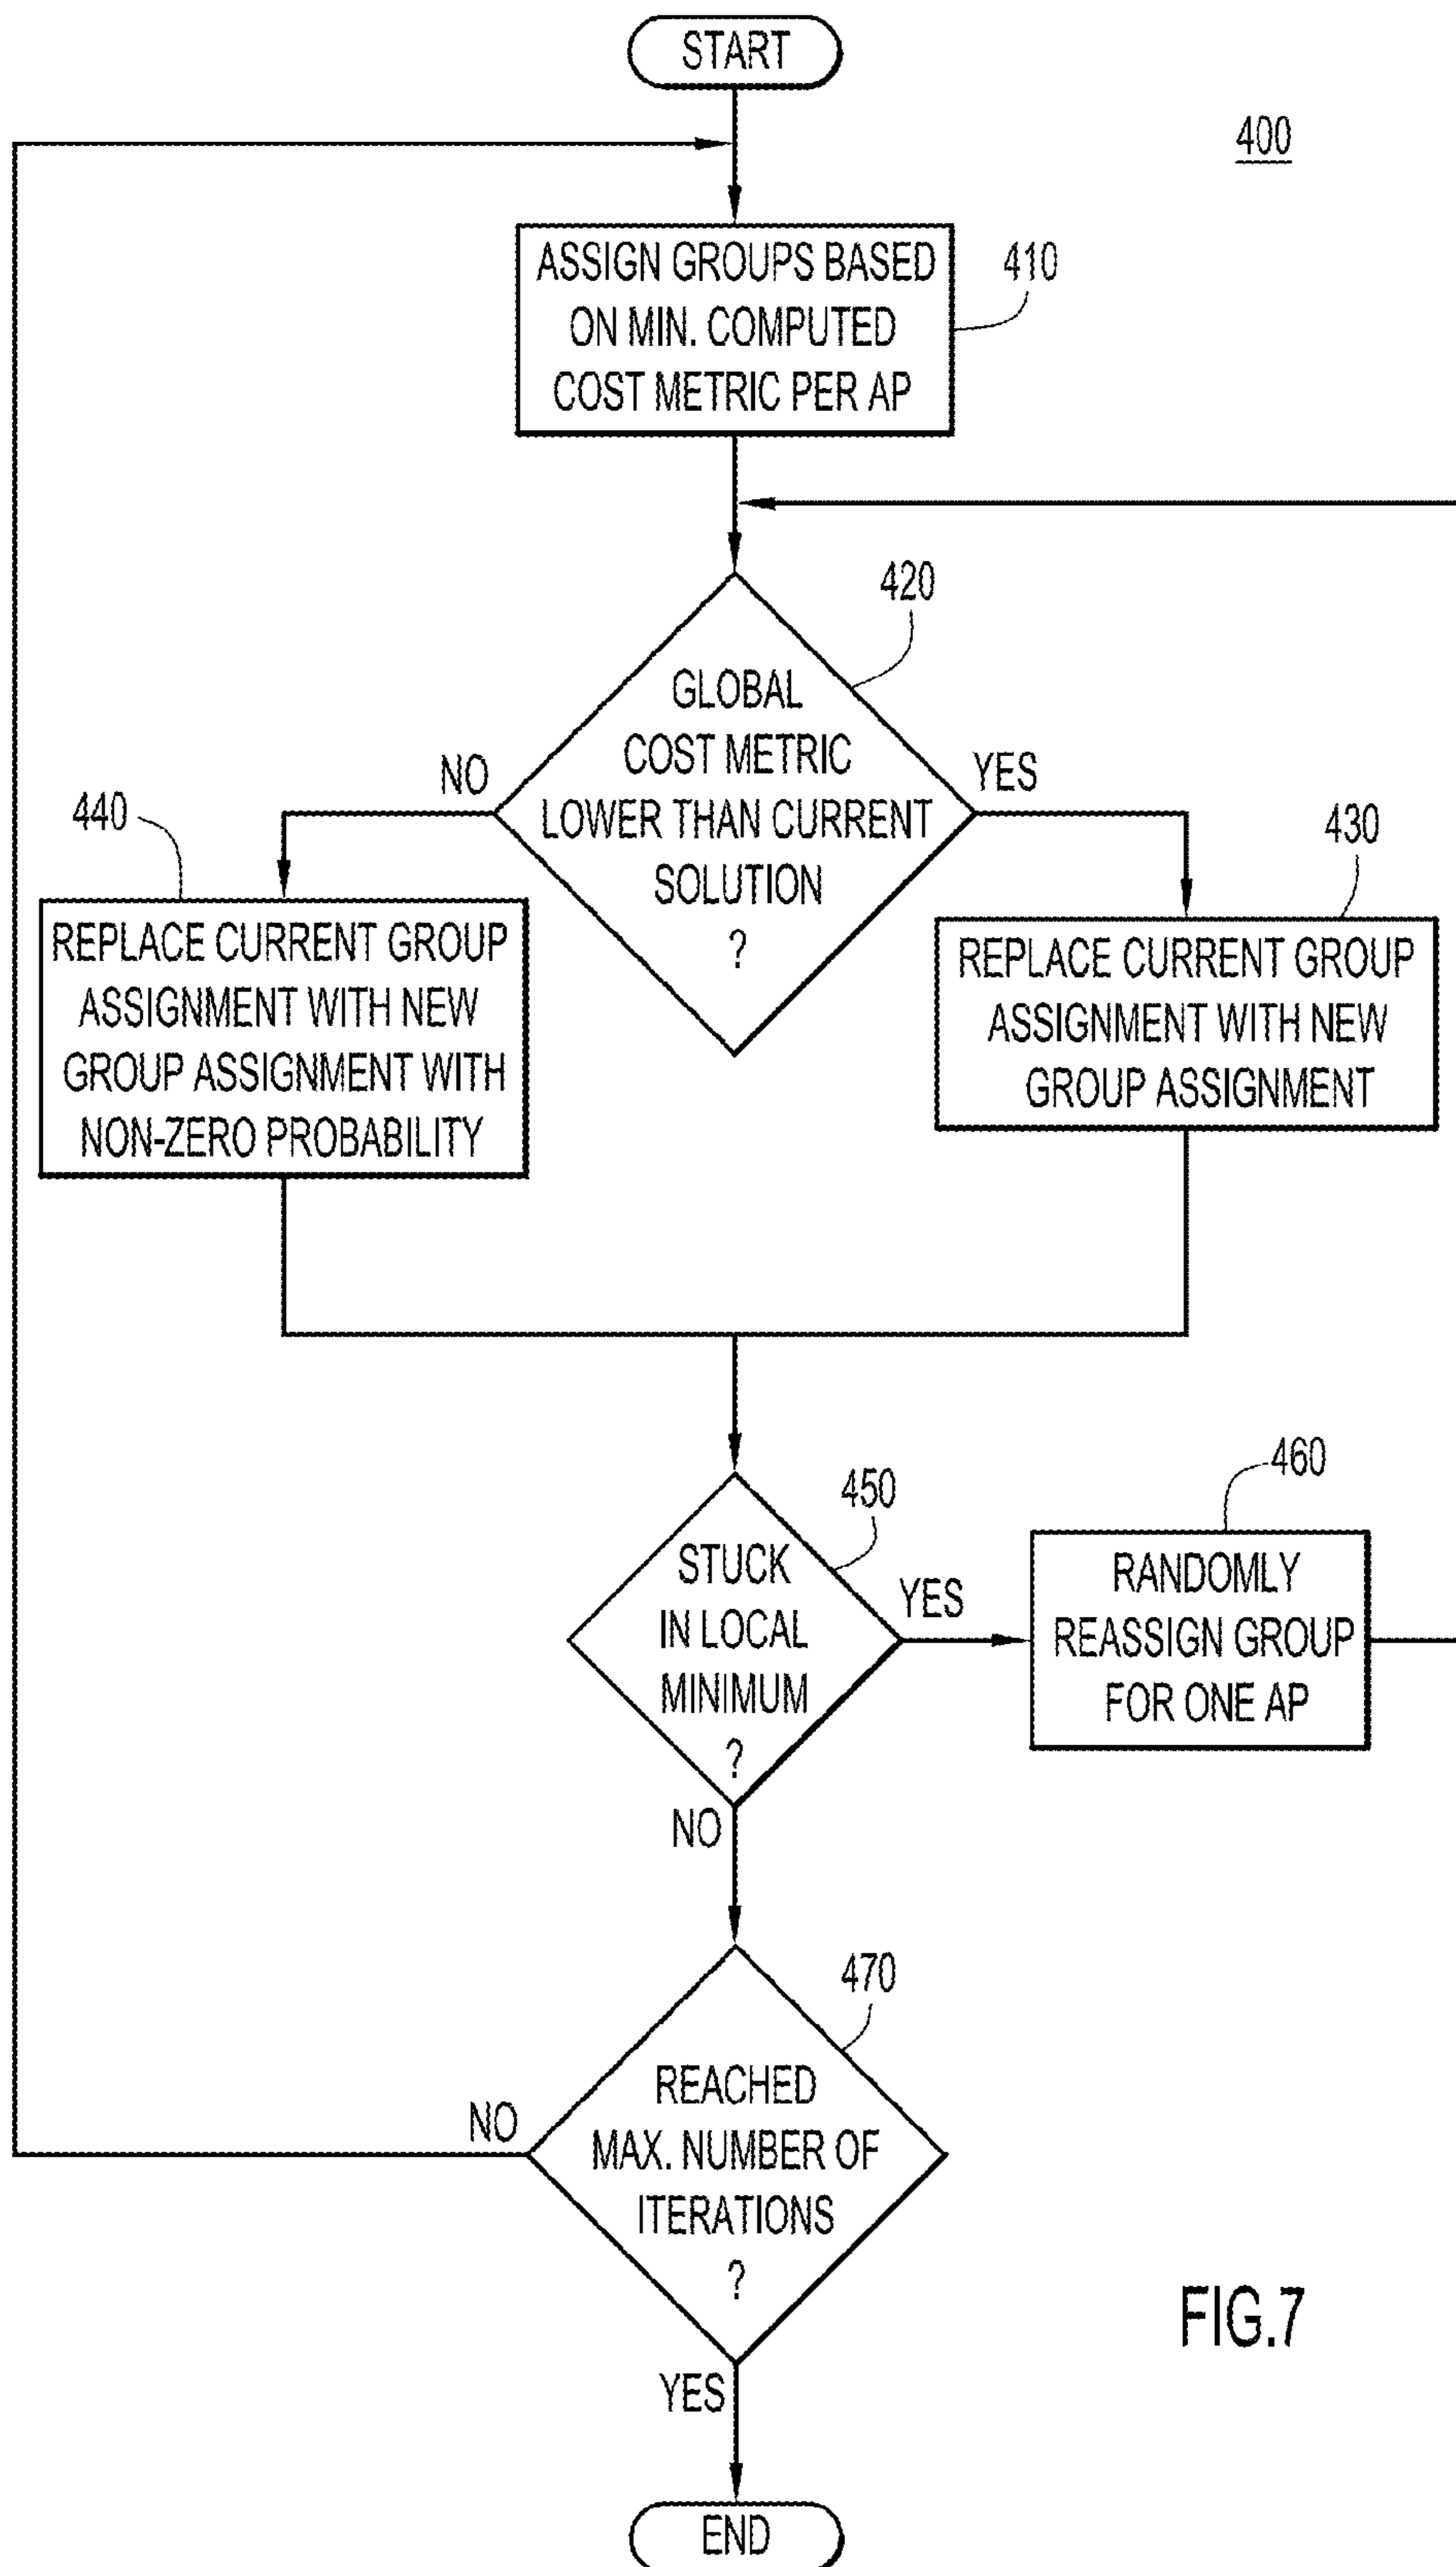 START
400
ASSIGN GROUPS BASED
ON MIN. COMPUTED
COST METRIC PER AP
410
420
GLOBAL
COST METRIC
LOWER THAN CURRENT
SOLUTION
?
NO
YES
440
430
REPLACE CURRENT GROUP
ASSIGNMENT WITH NEW
GROUP ASSIGNMENT WITH
NON-ZERO PROBABILITY
REPLACE CURRENT GROUP
ASSIGNMENT WITH NEW
GROUP ASSIGNMENT
450
STUCK
IN LOCAL
MINIMUM
?
YES
NO
460
RANDOMLY
REASSIGN GROUP
FOR ONE AP
470
REACHED
MAX. NUMBER OF
ITERATIONS
?
NO
YES
END
FIG.7